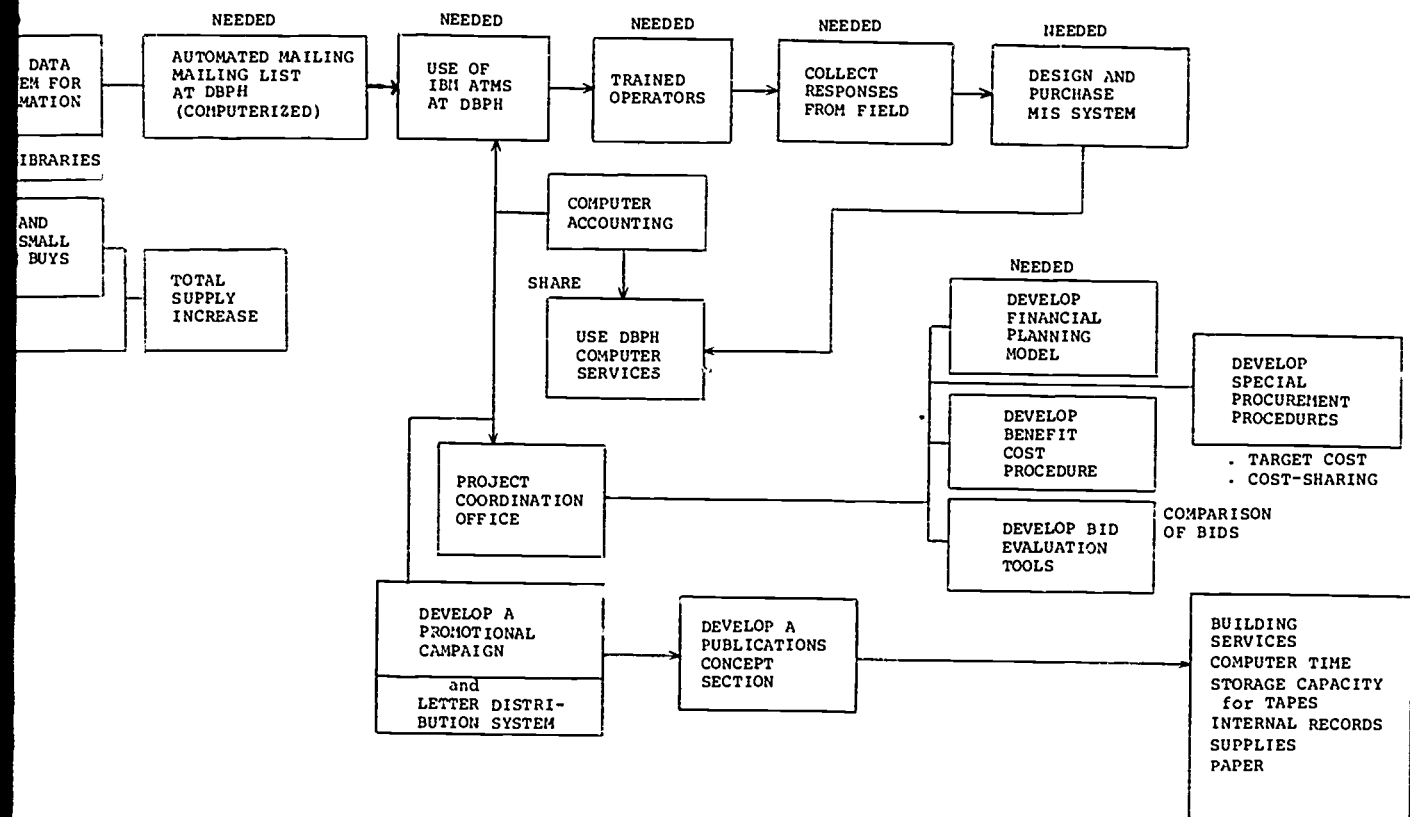 NEEDED
DATA
EM FOR
MATION
AUTOMATED MAILING
MAILING LIST
AT DBPH
(COMPUTERIZED)
NEEDED
USE OF
IBM ATMS
AT DBPH
NEEDED
TRAINED
OPERATORS
NEEDED
COLLECT
RESPONSES
FROM FIELD
NEEDED
DESIGN AND
PURCHASE
MIS SYSTEM
IBRARIES
AND
SMALL
BUYS
TOTAL
SUPPLY
INCREASE
COMPUTER
ACCOUNTING
SHARE
USE DBPH
COMPUTER
SERVICES
NEEDED
DEVELOP
FINANCIAL
PLANNING
MODEL
DEVELOP
SPECIAL
PROCUREMENT
PROCEDURES
. TARGET COST
. COST-SHARING
DEVELOP
BENEFIT
COST
PROCEDURE
PROJECT
COORDINATION
OFFICE
DEVELOP BID
EVALUATION
TOOLS
COMPARISON
OF BIDS
DEVELOP A
PROMOTIONAL
CAMPAIGN
and
LETTER DISTRI-
BUTION SYSTEM
DEVELOP A
PUBLICATIONS
CONCEPT
SECTION
BUILDING
SERVICES
COMPUTER TIME
STORAGE CAPACITY
for TAPES
INTERNAL RECORDS
SUPPLIES
PAPER